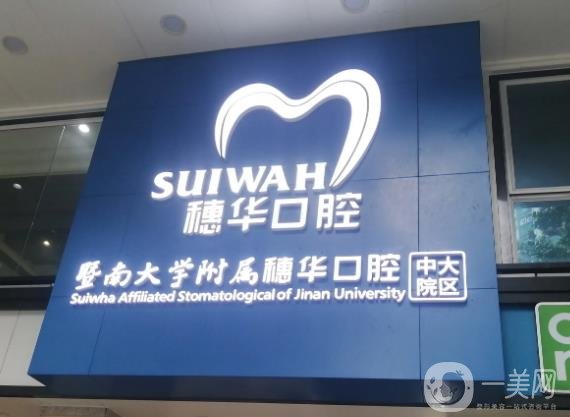 SUIWAH
穗华口腔
暨南大学附属穗华口腔
中大院区
Suiwha Affiliated Stomatological of Jinan University
一美网